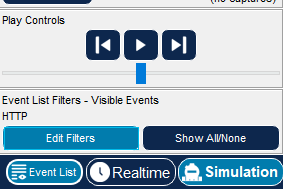 (no captures)
Play Controls
Event List Filters - Visible Events
HTTP
Edit Filters
Show All/None
Event List
Realtime
Simulation